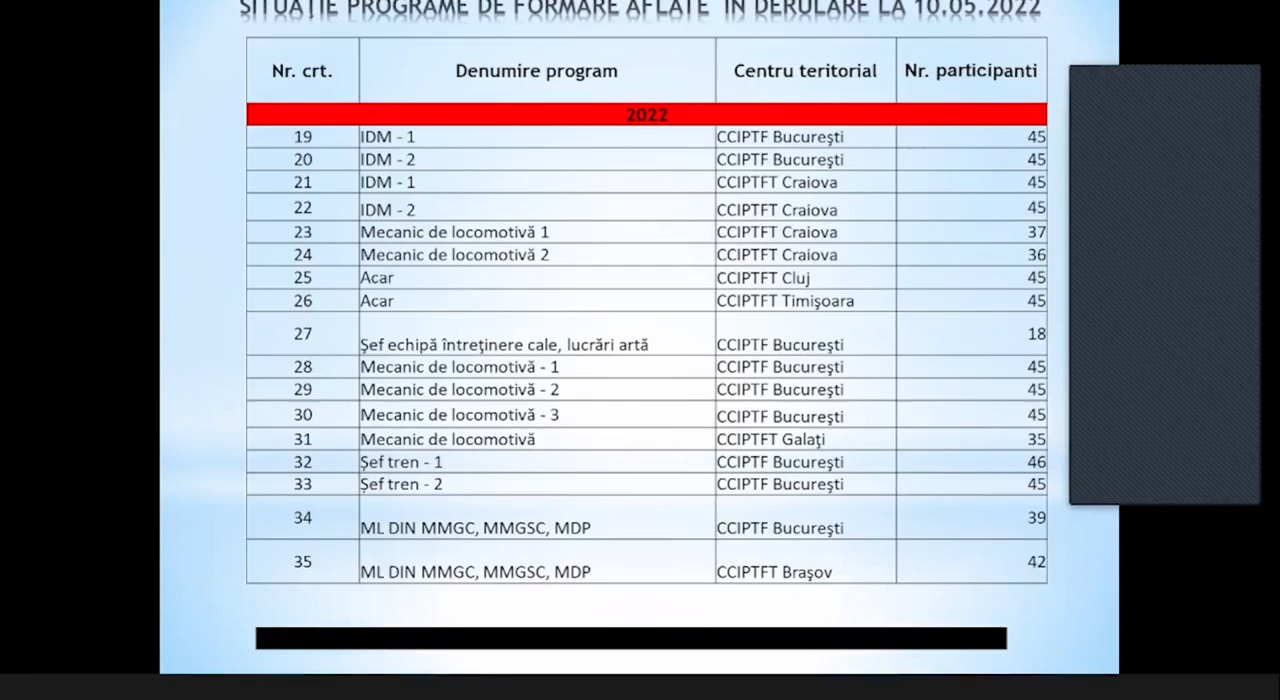 SITUAȚIE PROGRAME DE FORMARE AFLATE IN DERULARE LA 10.05.2022
Nr. crt. Denumire program Centru teritorial Nr. participanti
2022
19 IDM - 1 CCIPTF Bucureşti 45
20 IDM - 2 CCIPTF Bucureşti 45
21 IDM - 1 CCIPTFT Craiova 45
22 IDM - 2 CCIPTFT Craiova 45
23 Mecanic de locomotivă 1 CCIPTFT Craiova 37
24 Mecanic de locomotivă 2 CCIPTFT Craiova 36
25 Acar CCIPTFT Cluj 45
26 Acar CCIPTFT Timişoara 45
27 Şef echipă întreţinere cale, lucrări artă CCIPTF Bucureşti 18
28 Mecanic de locomotivă - 1 CCIPTF Bucureşti 45
29 Mecanic de locomotivă - 2 CCIPTF Bucureşti 45
30 Mecanic de locomotivă - 3 CCIPTF Bucureşti 45
31 Mecanic de locomotivă CCIPTFT Galaţi 35
32 Şef tren - 1 CCIPTF Bucureşti 46
33 Şef tren - 2 CCIPTF Bucureşti 45
34 ML DIN MMGC, MMGSC, MDP CCIPTF Bucureşti 39
35 ML DIN MMGC, MMGSC, MDP CCIPTFT Braşov 42